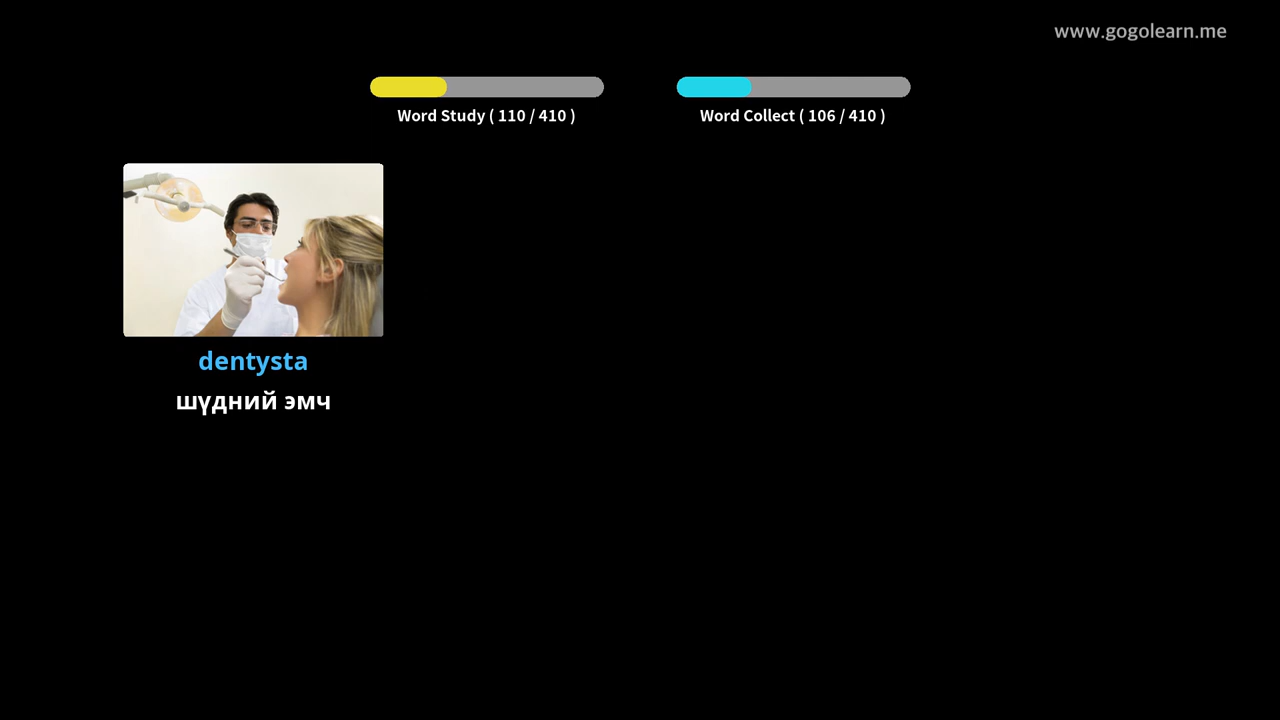 www.gogolearn.me
Word Study ( 110 / 410 )
Word Collect ( 106 / 410 )
dentysta
шүдний эмч